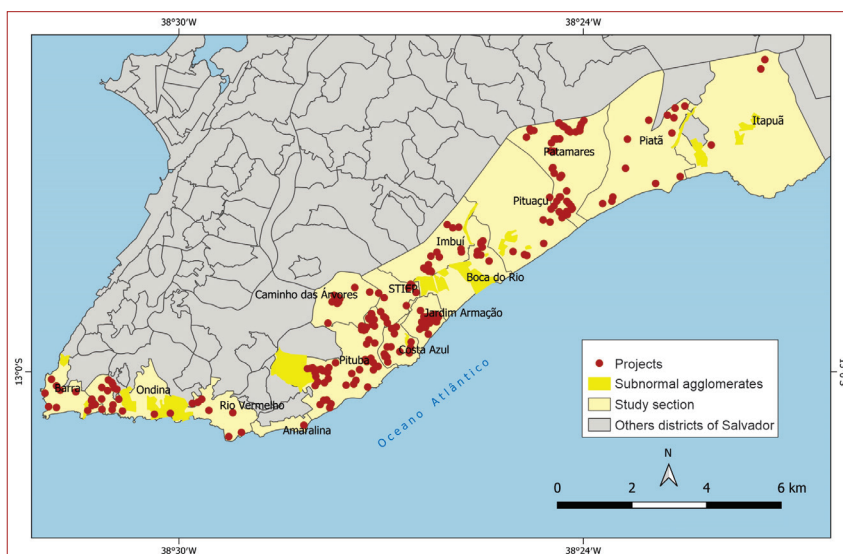 38°30'W
38°24'W
Itapuã
Piatã
Patamares
Pituaçu
Imbuí
Boca do Rio
STIEP
Caminho das Árvores
Jardim Armação
Costa Azul
Pituba
13°0'S
Barra
Ondina
Rio Vermelho
Amaralina
Oceano Atlântico
Projects
Subnormal agglomerates
Study section
Others districts of Salvador
N
0 2 4 6 km
38°30'W
38°24'W